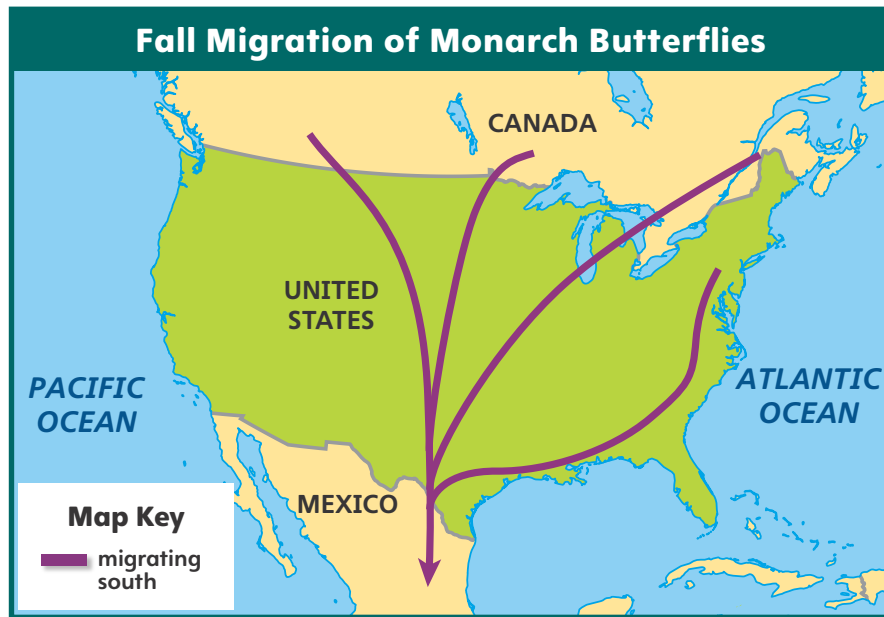 Fall Migration of Monarch Butterflies
CANADA
UNITED
STATES
PACIFIC
OCEAN
ATLANTIC
OCEAN
MEXICO
Map Key
migrating
south